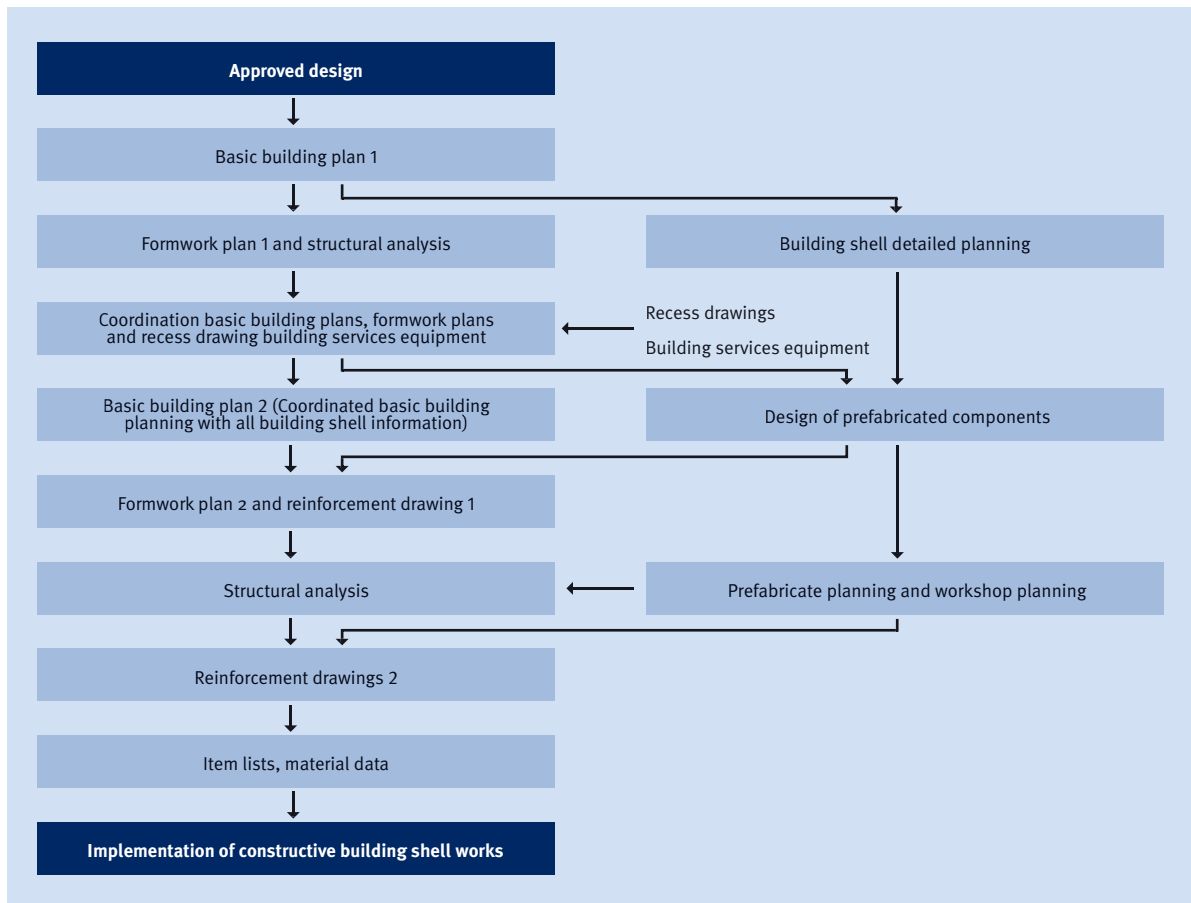 Approved design
Basic building plan 1
Formwork plan 1 and structural analysis
Building shell detailed planning
Coordination basic building plans, formwork plans
and recess drawing building services equipment
Recess drawings
Building services equipment
Basic building plan 2 (Coordinated basic building
planning with all building shell information)
Design of prefabricated components
Formwork plan 2 and reinforcement drawing 1
Structural analysis
Prefabricate planning and workshop planning
Reinforcement drawings 2
Item lists, material data
Implementation of constructive building shell works